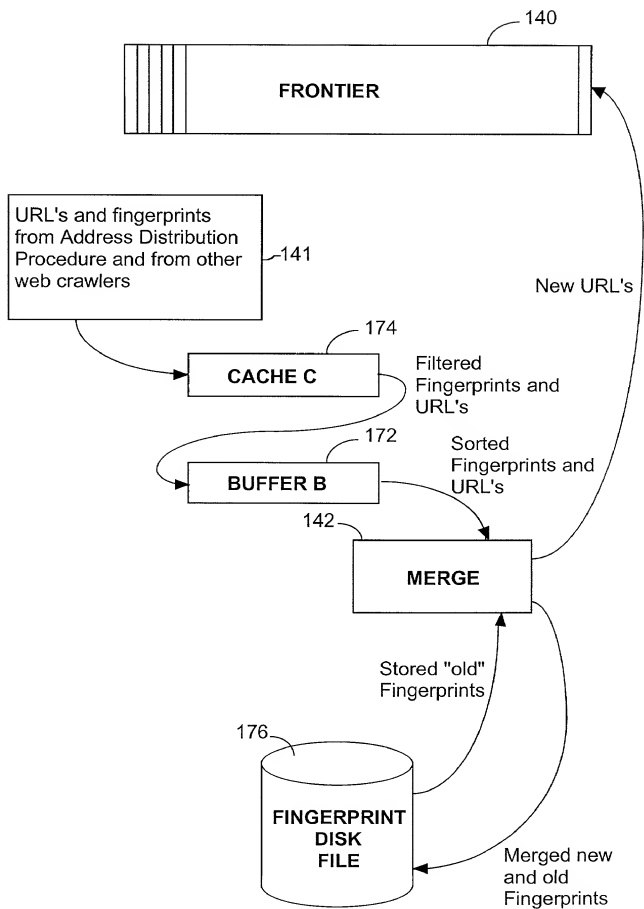 140
FRONTIER
URL's and fingerprints
from Address Distribution
Procedure and from other
web crawlers
141
New URL's
174
CACHE C
Filtered
Fingerprints and
URL's
172
BUFFER B
Sorted
Fingerprints and
URL's
142
MERGE
Stored "old"
Fingerprints
176
FINGERPRINT
DISK
FILE
Merged new
and old
Fingerprints